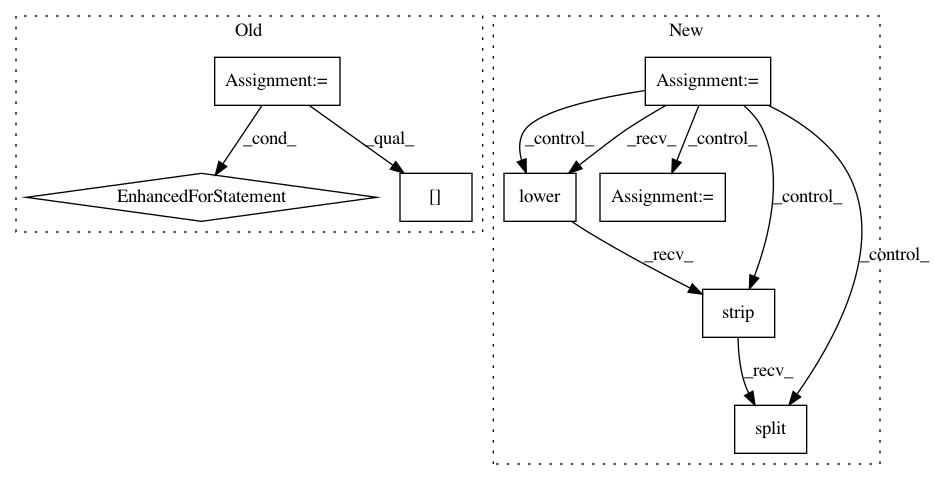 Old
New
Assignment:=
Assignment:=
_cond_
_qual_
_control_
_recv_
_control_
EnhancedForStatement
[]
lower
Assignment:=
_control_
_recv_
_control_
strip
_recv_
split